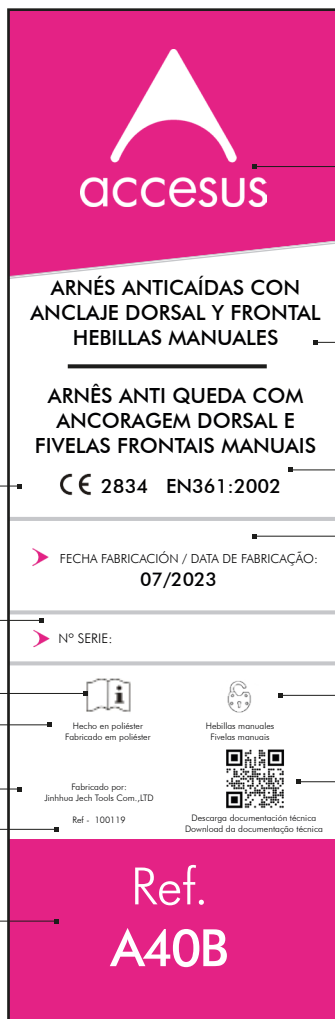 accesus
ARNÉS ANTICAÍDAS CON
ANCLAJE DORSAL Y FRONTAL
HEBILLAS MANUALES
ARNÊS ANTI QUEDA COM
ANCORAGEM DORSAL E
FIVELAS FRONTAIS MANUAIS
CE 2834 EN361:2002
FECHA FABRICACIÓN / DATA DE FABRICAÇÃO:
07/2023
Nº SERIE:
i
Hecho en poliéster
Fabricado em poliéster
Hebillas manuales
Fivelas manuais
Fabricado por:
Jinhhua Jech Tools Com.,LTD
Ref - 100119
Descarga documentación técnica
Download da documentação técnica
Ref.
A40B